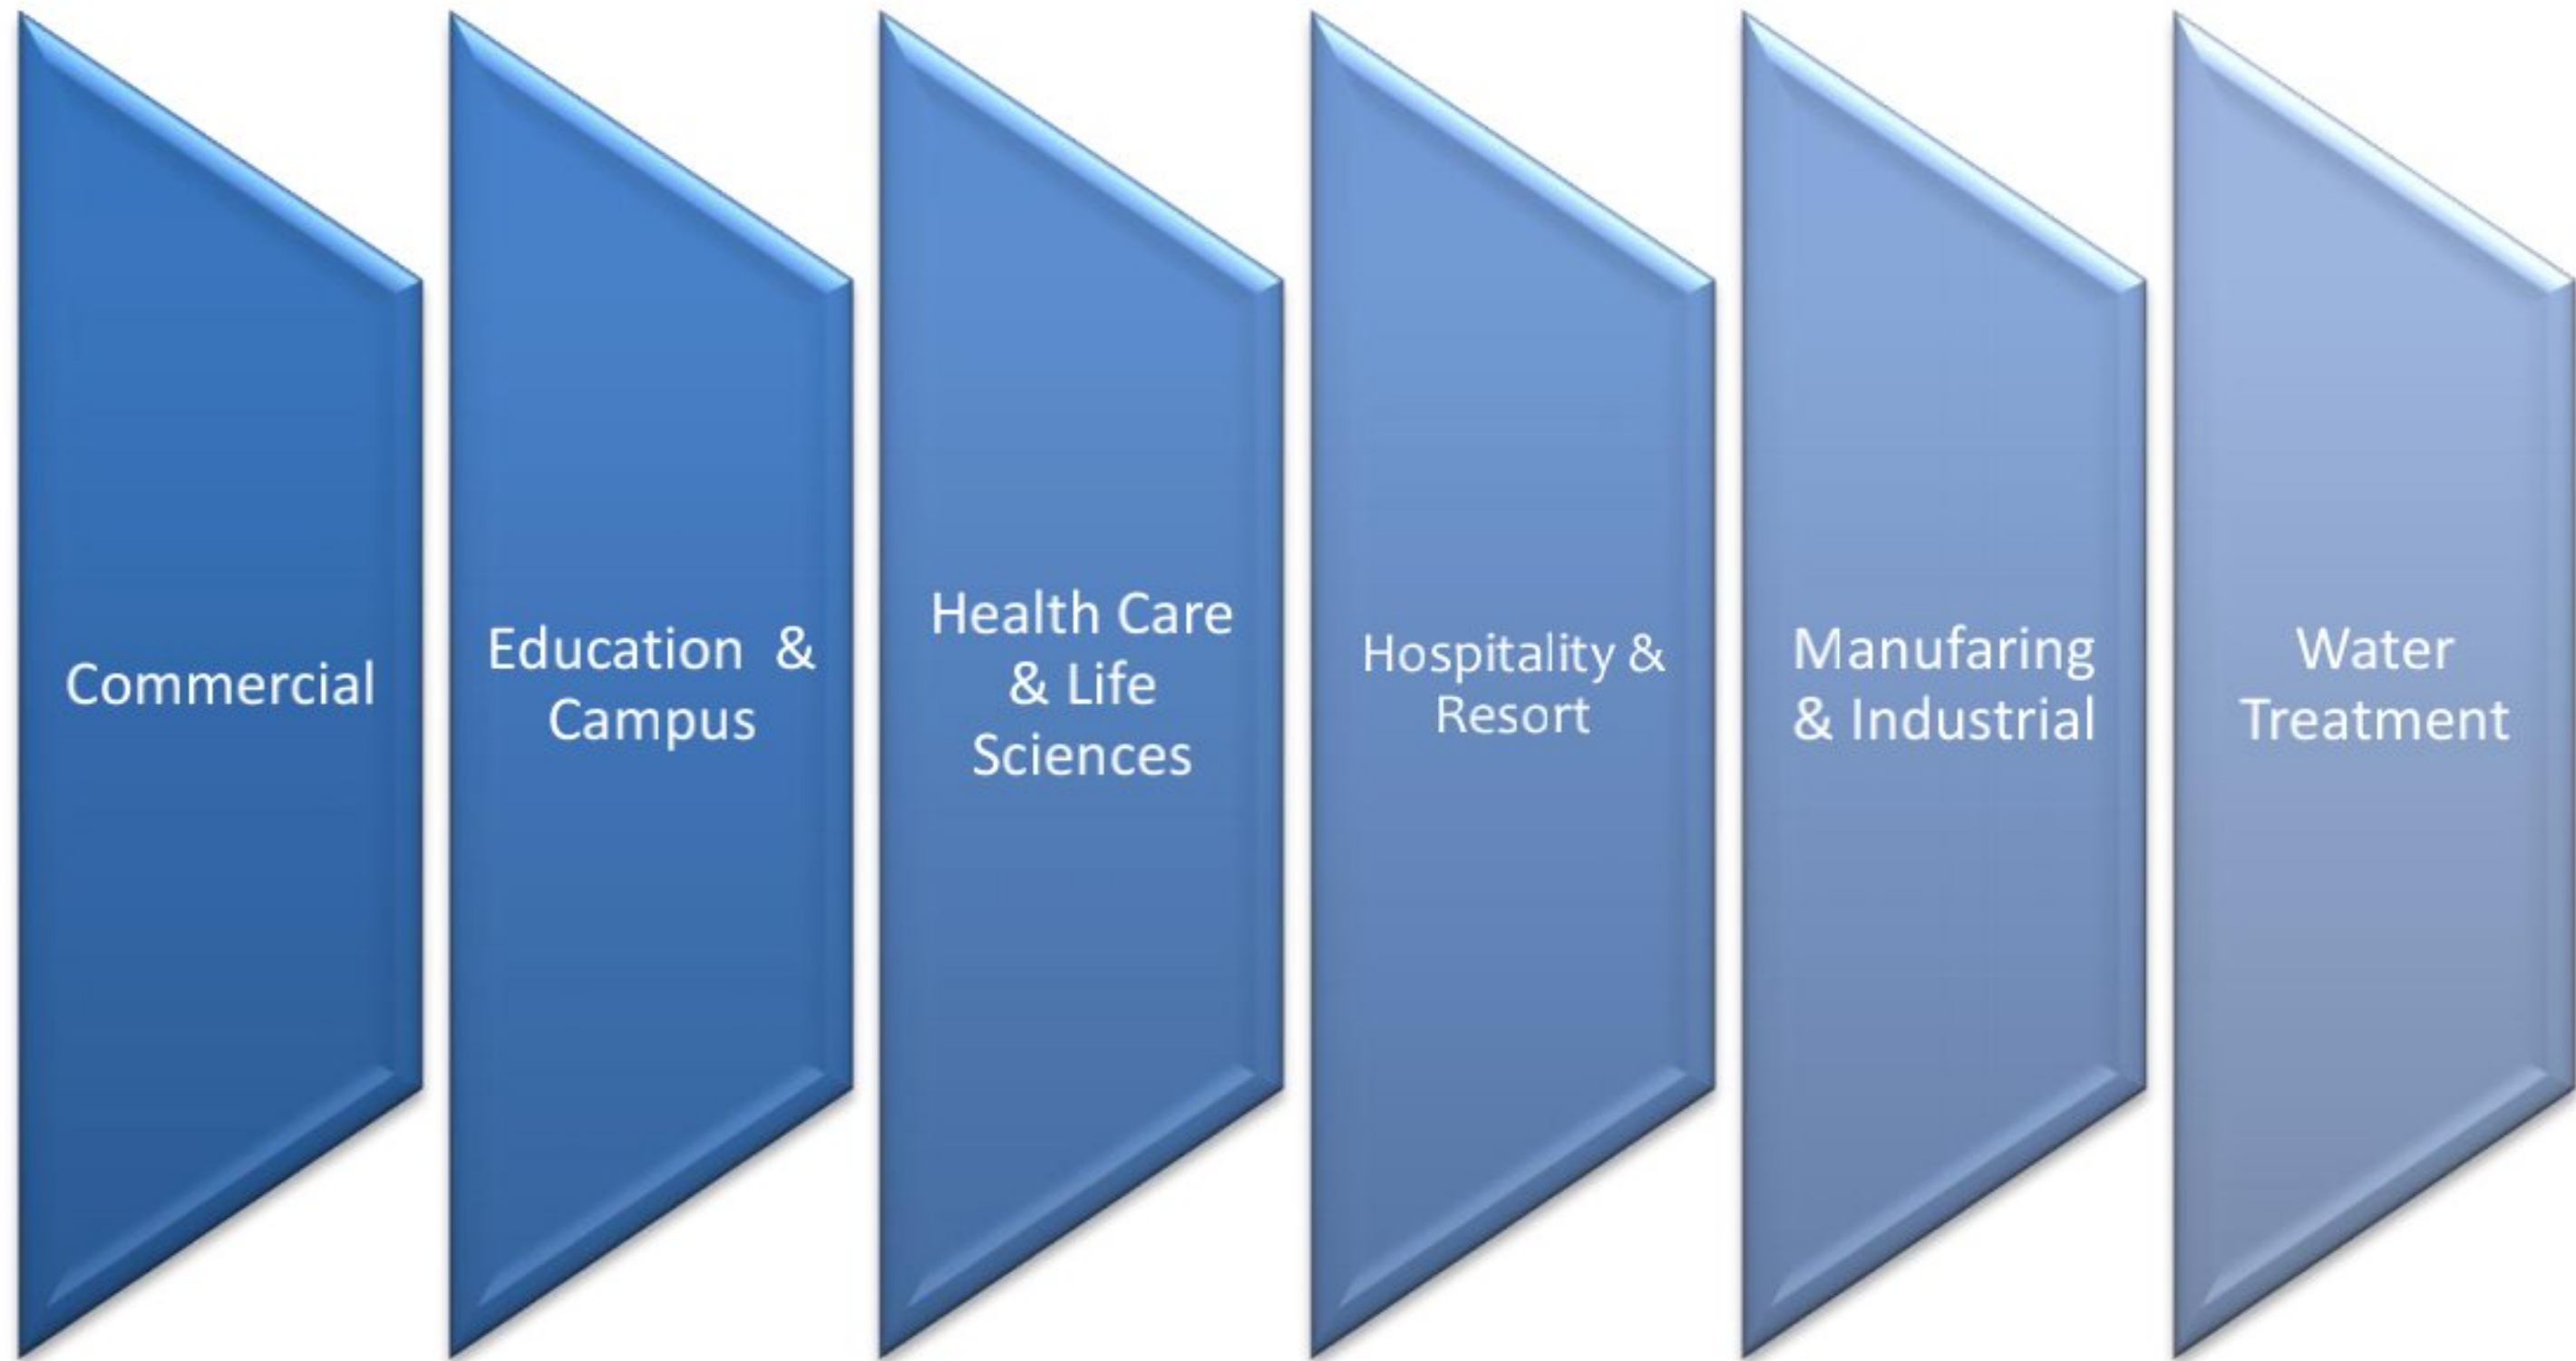 Commercial
Education  &
Campus
Health Care
& Life
Sciences
Hospitality &
Resort
Manufaring
& Industrial
Water
Treatment